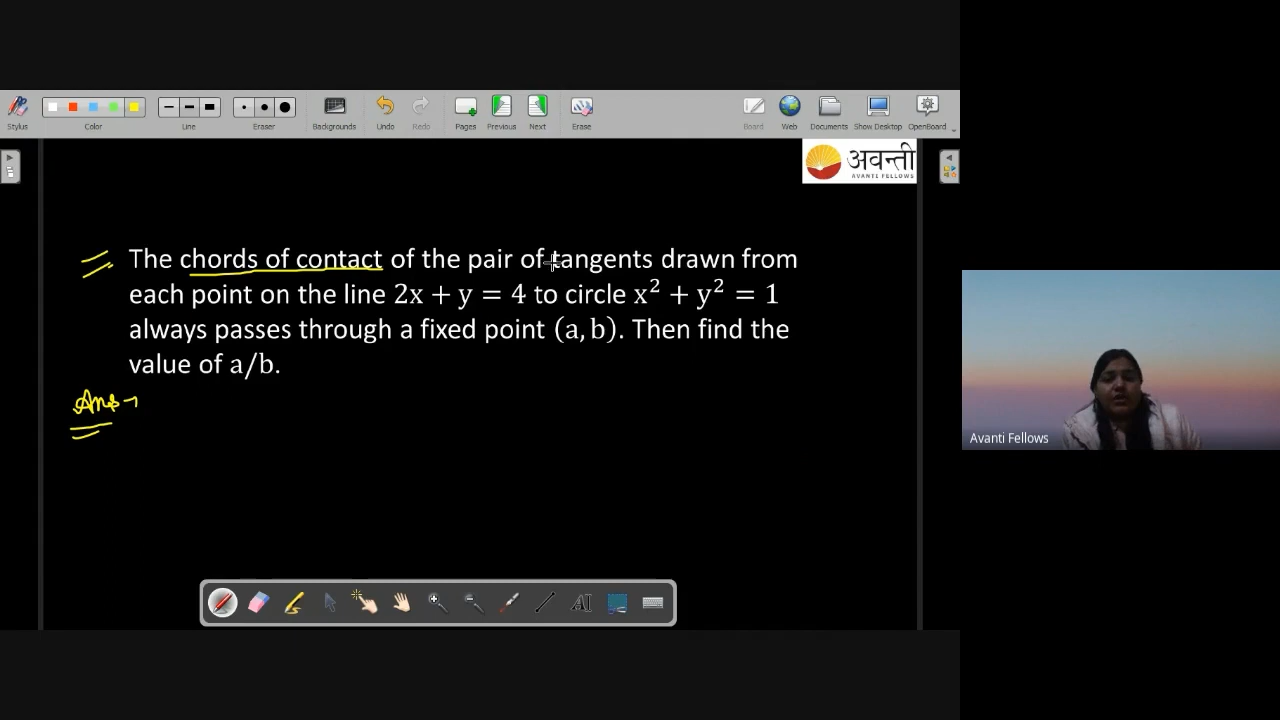 Stylus
Color
Line
Eraser
Backgrounds
Undo
Redo
Pages
Previous
Next
Erase
Board
Web
Documents
Show Desktop
OpenBoard
अवन्ती
AVANTI FELLOWS
The chords of contact of the pair of tangents drawn from
each point on the line 2x + y = 4 to circle x² + y² = 1
always passes through a fixed point (a, b). Then find the
value of a/b.
Ans →
Avanti Fellows
AI